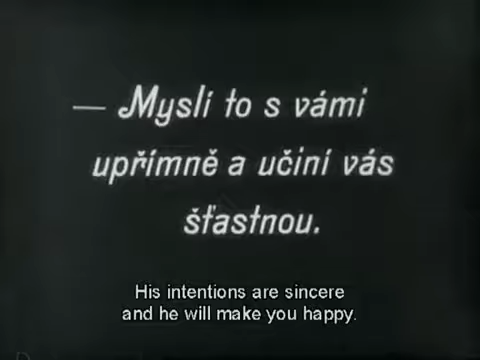 — Myslí to s vámi
upřímně a učiní vás
šťastnou.
His intentions are sincere
and he will make you happy.